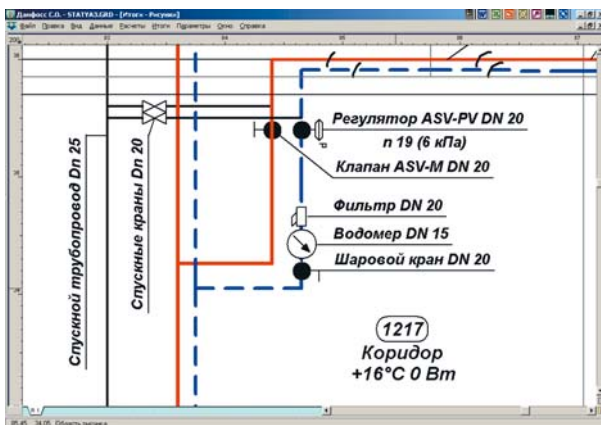 Данфосс С.О. - STATYA3.GRD - [Итоги - Рисунки]
Файл Правка Вид Данные Расчеты Итоги Параметры Окно Справка
Регулятор ASV-PV DN 20
п 19 (6 кПа)
Клапан ASV-M DN 20
Спускной трубопровод Dn 25
Спускные краны Dn 20
Фильтр DN 20
Водомер DN 15
Шаровой кран DN 20
1217
Коридор
+16°C 0 Вт